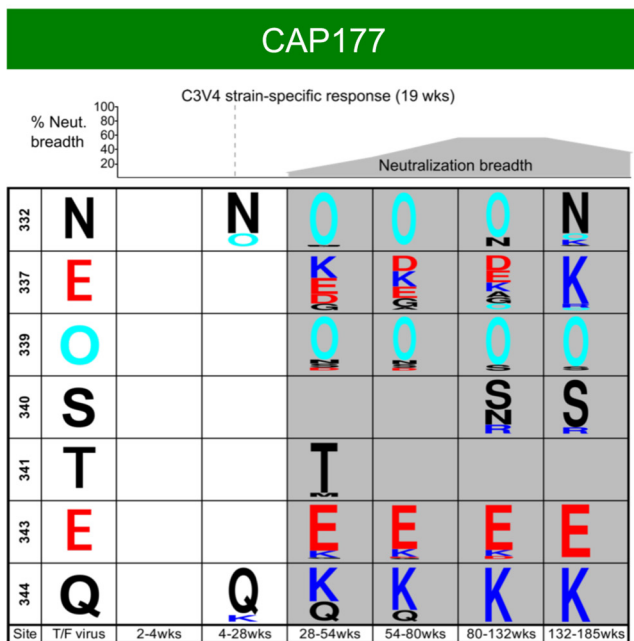 CAP177
C3V4 strain-specific response (19 wks)
% Neut. breadth
100
80
60
40
20
Neutralization breadth
332 N N O O O N O N K
337 E K E D G D K E G D E K A G K R
339 O O N O N O S O S
340 S S N R S R
341 T T M
343 E E K E K E K E
344 Q Q K K Q K Q K K
Site T/F virus 2-4wks 4-28wks 28-54wks 54-80wks 80-132wks 132-185wks